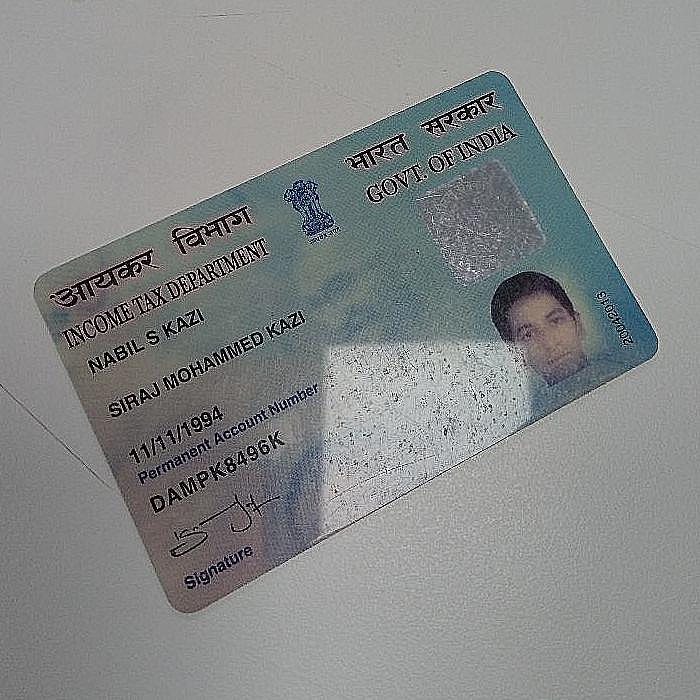 आयकर विभाग
INCOME TAX DEPARTMENT
भारत सरकार
GOVT. OF INDIA
NABIL S KAZI
SIRAJ MOHAMMED KAZI
11/11/1994
Permanent Account Number
DAMPK8496K
Signature
20042013